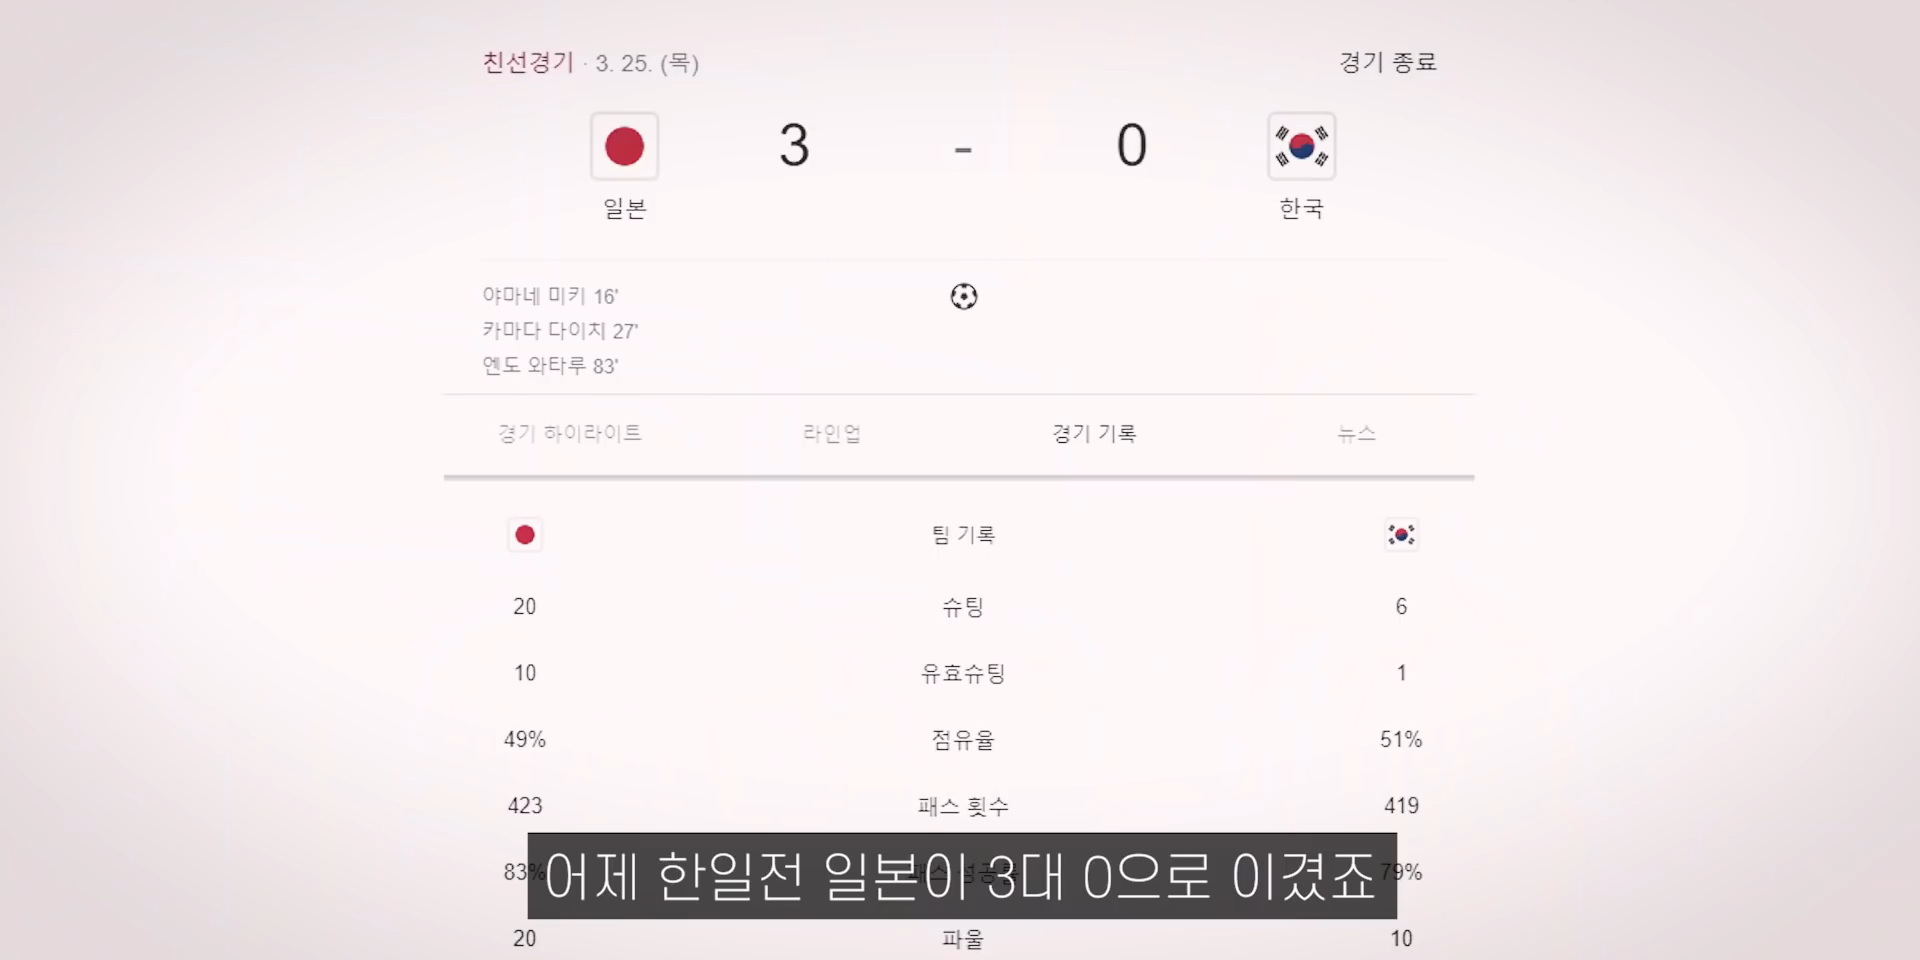 친선경기 · 3. 25. (목) 경기 종료
3 - 0
일본 한국
야마네 미키 16'
카마다 다이치 27'
엔도 와타루 83'
경기 하이라이트 라인업 경기 기록 뉴스
팀 기록
20 슈팅 6
10 유효슈팅 1
49% 점유율 51%
423 패스 횟수 419
83% 패스 성공률 79%
어제 한일전 일본이 3대 0으로 이겼죠
20 파울 10